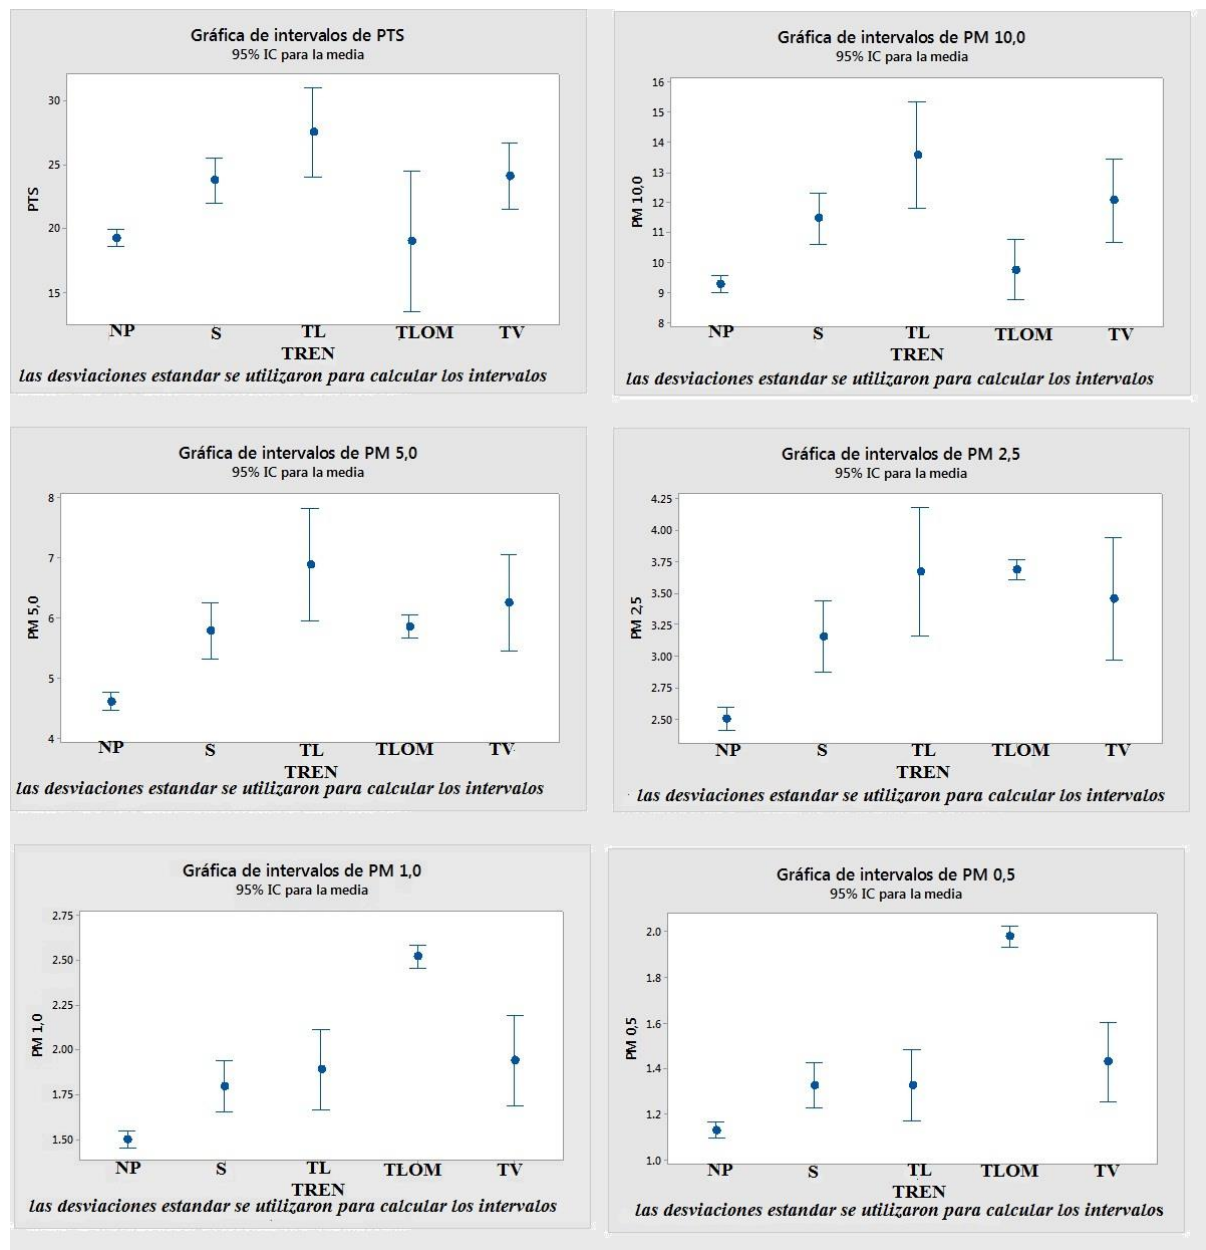 Gráfica de intervalos de PTS
95% IC para la media
PTS
30
25
20
15
NP S TL TLOM TV
TREN
las desviaciones estandar se utilizaron para calcular los intervalos
Gráfica de intervalos de PM 10,0
95% IC para la media
PM 10,0
16
15
14
13
12
11
10
9
8
NP S TL TLOM TV
TREN
las desviaciones estandar se utilizaron para calcular los intervalos
Gráfica de intervalos de PM 5,0
95% IC para la media
PM 5,0
8
7
6
5
4
NP S TL TLOM TV
TREN
las desviaciones estandar se utilizaron para calcular los intervalos
Gráfica de intervalos de PM 2,5
95% IC para la media
PM 2,5
4.25
4.00
3.75
3.50
3.25
3.00
2.75
2.50
NP S TL TLOM TV
TREN
las desviaciones estandar se utilizaron para calcular los intervalos
Gráfica de intervalos de PM 1,0
95% IC para la media
PM 1,0
2.75
2.50
2.25
2.00
1.75
1.50
NP S TL TLOM TV
TREN
las desviaciones estandar se utilizaron para calcular los intervalos
Gráfica de intervalos de PM 0,5
95% IC para la media
PM 0,5
2.0
1.8
1.6
1.4
1.2
1.0
NP S TL TLOM TV
TREN
las desviaciones estandar se utilizaron para calcular los intervalos